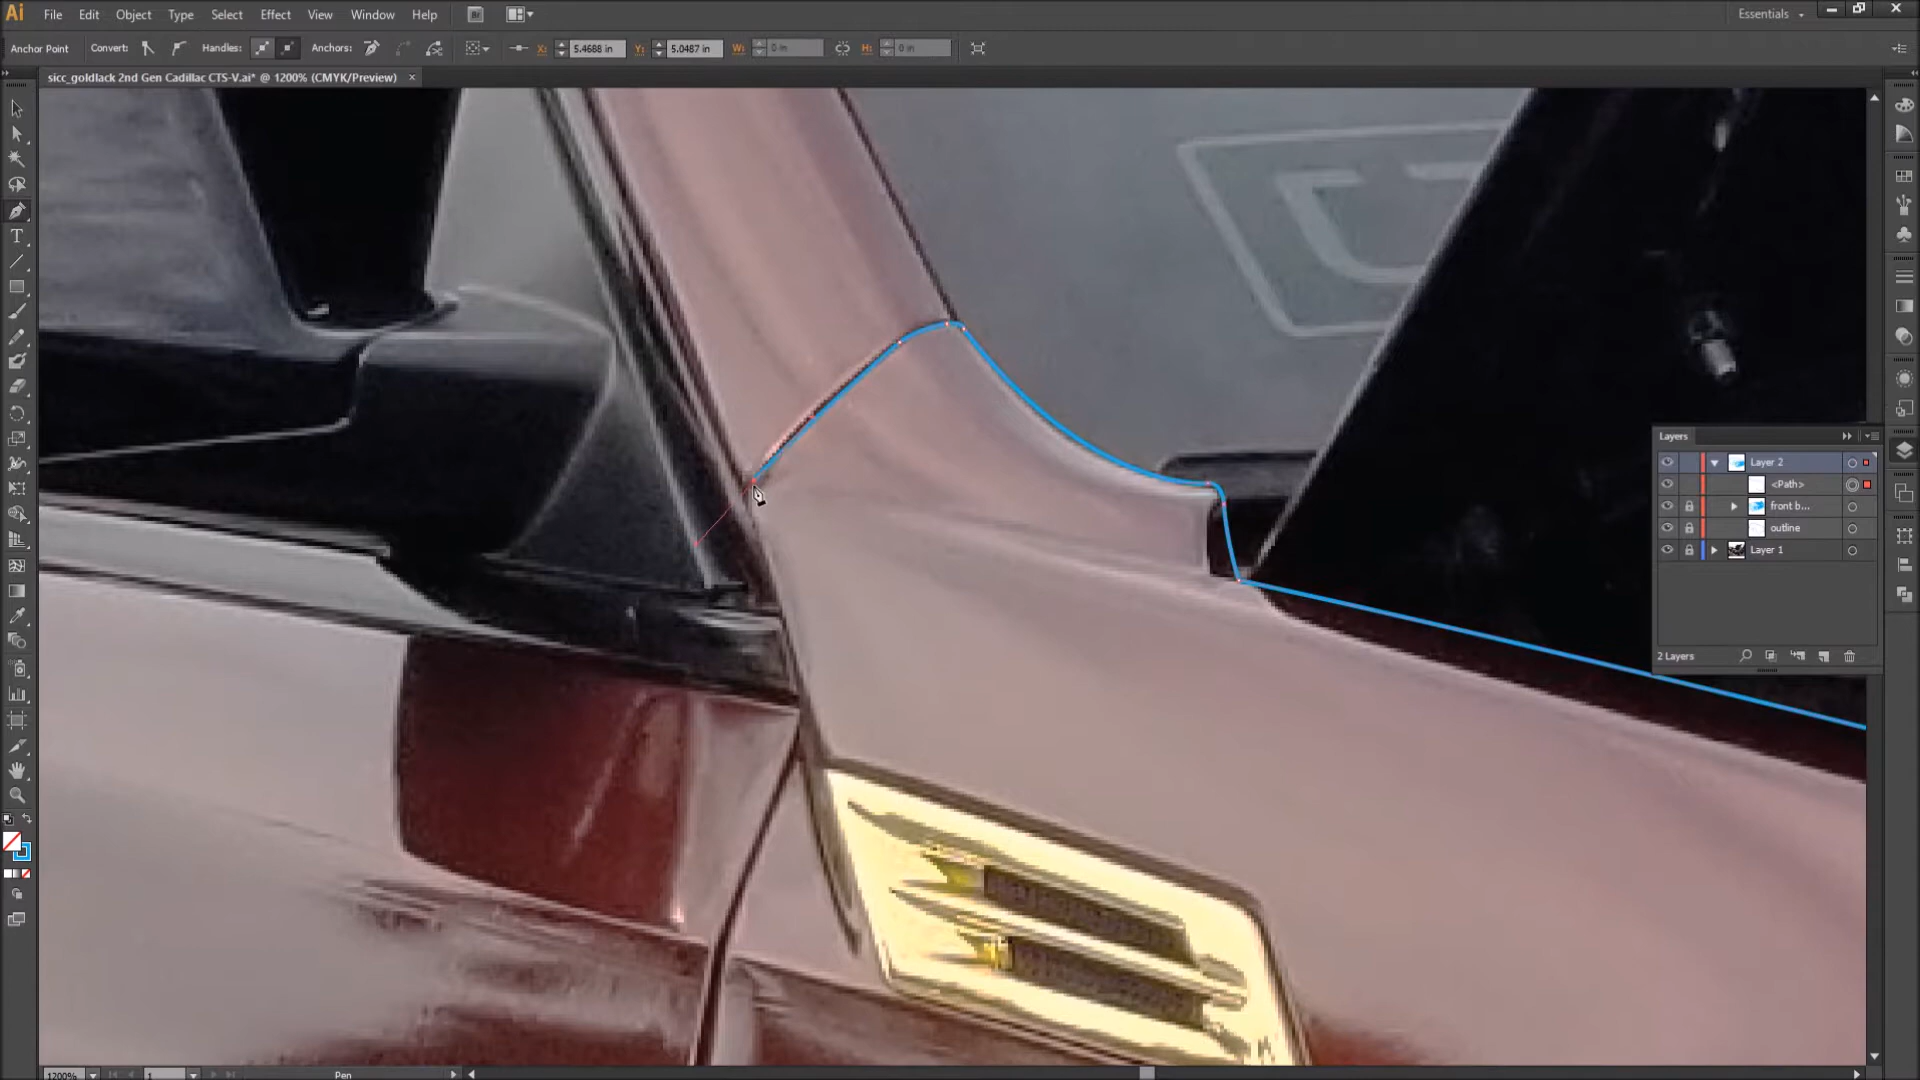 Ai File Edit Object Type Select Effect View Window Help Br Essentials
Anchor Point Convert: Handles: Anchors: X: 5.4688 in Y: 5.0487 in W: 0 in H: 0 in
sicc_goldlack 2nd Gen Cadillac CTS-V.ai* @ 1200% (CMYK/Preview) ×
Layers
Layer 2
<Path>
front b...
outline
Layer 1
2 Layers
1200% 1 Pen